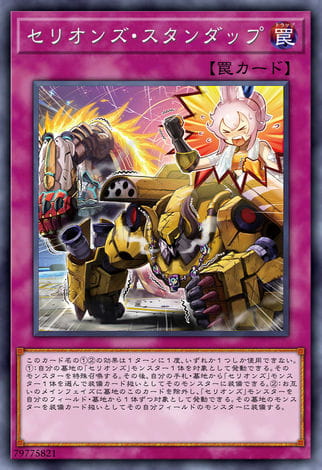 セリオンズ・スタンダップ
トラップ
罠
【罠カード】
このカード名の①②の効果は1ターンに1度、いずれか1つしか使用できない。
①:自分の墓地の「セリオンズ」モンスター1体を対象として発動できる。そ
のモンスターを特殊召喚する。その後、自分の手札・墓地から「セリオンズ」モンス
ター1体を選んで装備カード扱いとしてそのモンスターに装備できる。②:お互
いのメインフェイズに墓地のこのカードを除外し、「セリオンズ」モンスター
を自分のフィールド・墓地から1体ずつ対象として発動できる。その墓地のモンス
ターを装備カード扱いとしてその自分フィールドのモンスターに装備する。
79775821